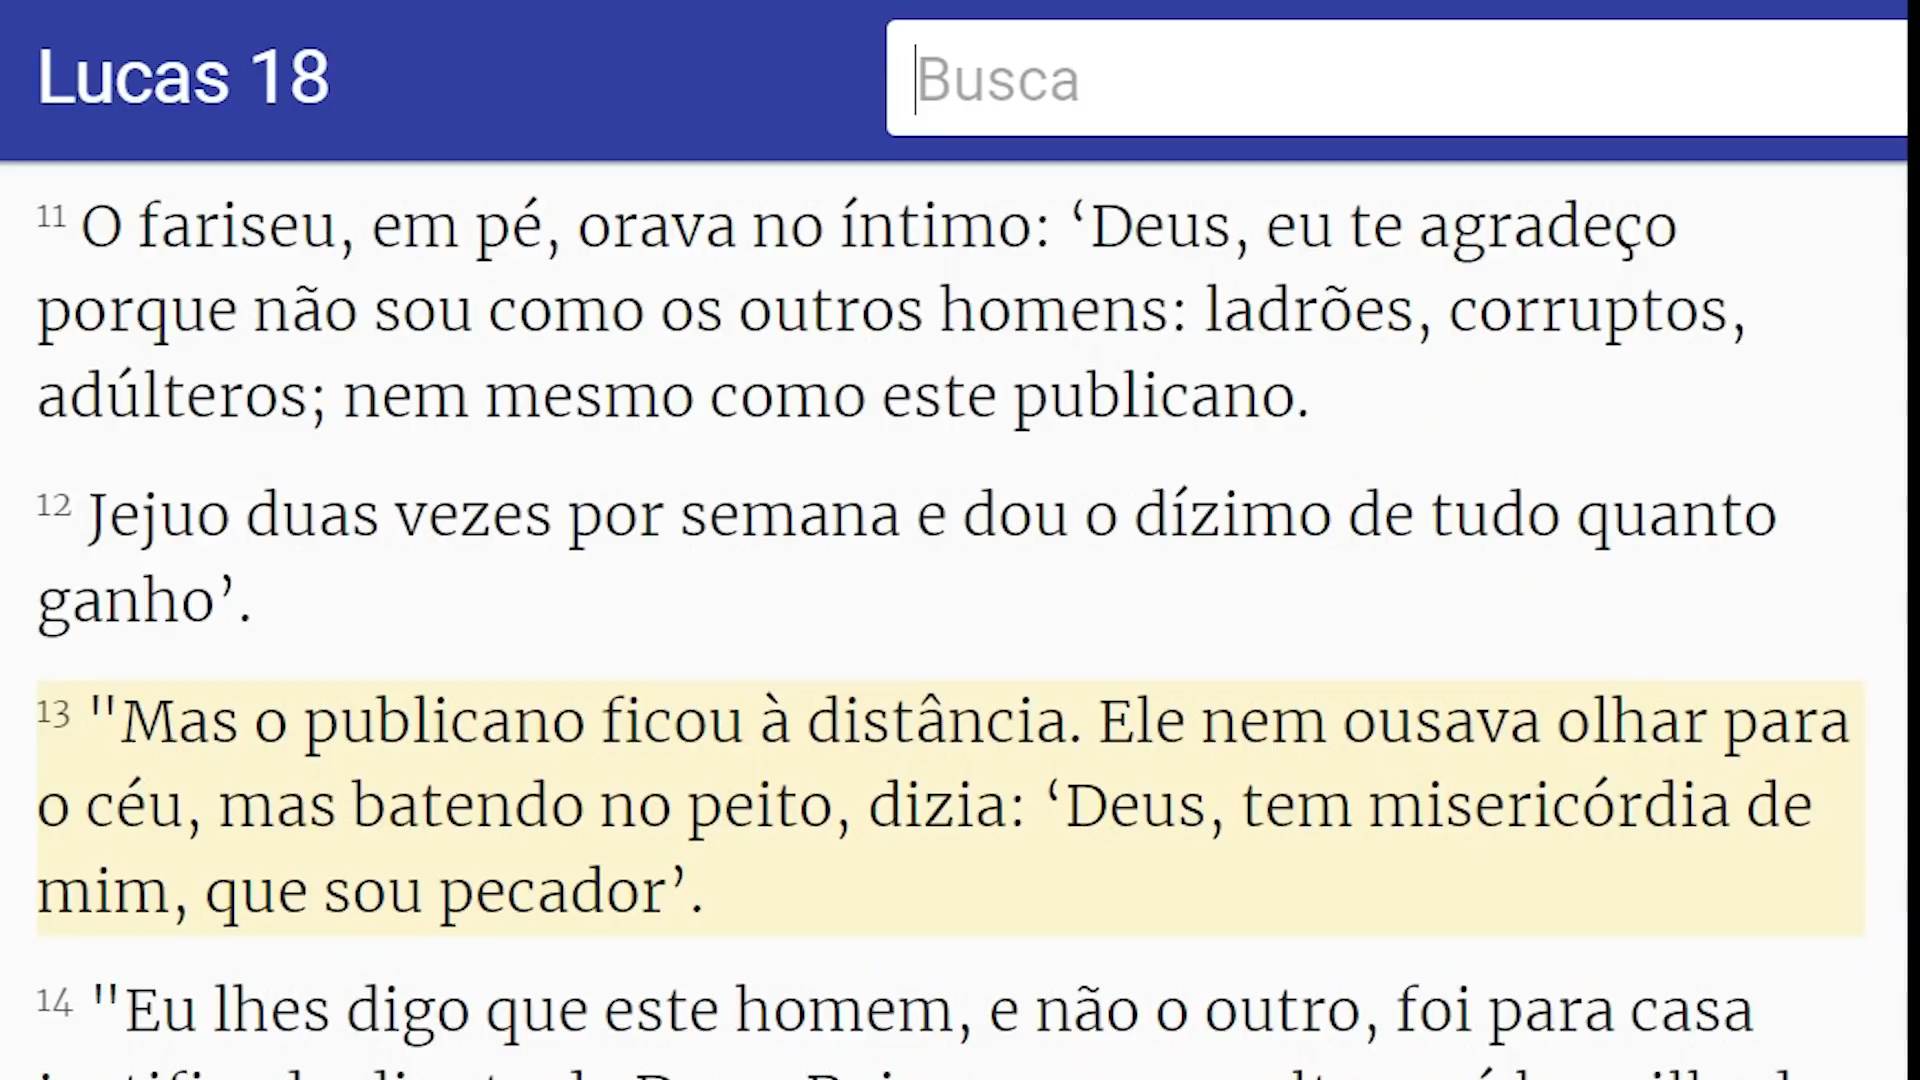 Lucas 18
Busca
11 O fariseu, em pé, orava no íntimo: ‘Deus, eu te agradeço
porque não sou como os outros homens: ladrões, corruptos,
adúlteros; nem mesmo como este publicano.
12 Jejuo duas vezes por semana e dou o dízimo de tudo quanto
ganho’.
13 "Mas o publicano ficou à distância. Ele nem ousava olhar para
o céu, mas batendo no peito, dizia: ‘Deus, tem misericórdia de
mim, que sou pecador’.
14 "Eu lhes digo que este homem, e não o outro, foi para casa